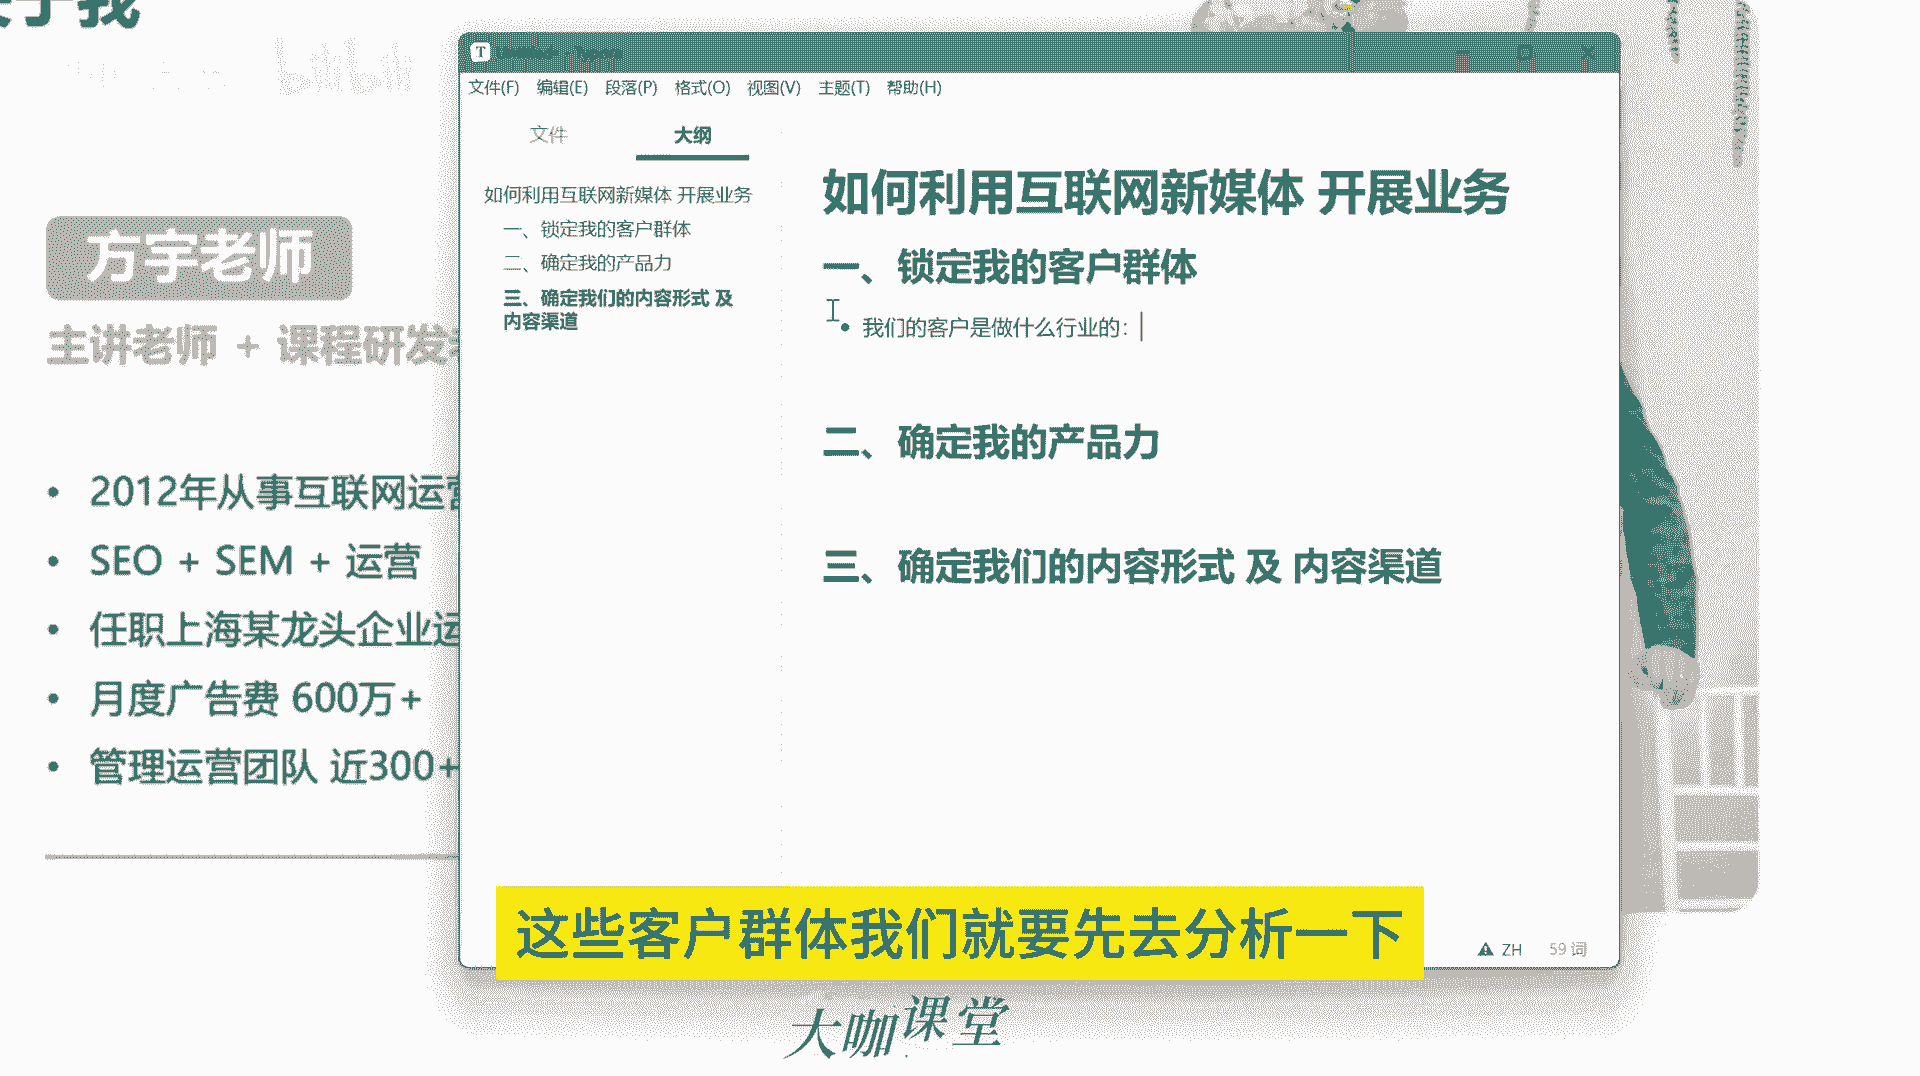 bilibili
方宇老师
主讲老师 + 课程研发
• 2012年从事互联网运营
• SEO + SEM + 运营
• 任职上海某龙头企业运
• 月度广告费 600万+
• 管理运营团队 近300+
T
文件(F) 编辑(E) 段落(P) 格式(O) 视图(V) 主题(T) 帮助(H)
文件 大纲
如何利用互联网新媒体 开展业务
一、锁定我的客户群体
二、确定我的产品力
三、确定我们的内容形式 及
内容渠道
如何利用互联网新媒体 开展业务
一、锁定我的客户群体
• 我们的客户是做什么行业的：
二、确定我的产品力
三、确定我们的内容形式 及 内容渠道
ZH 59 词
这些客户群体我们就要先去分析一下
大咖课堂